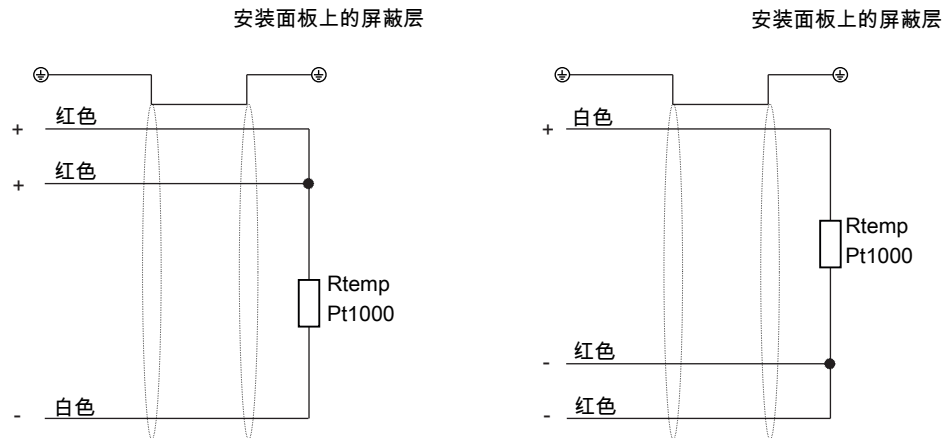 安装面板上的屏蔽层
+ 红色
+ 红色
Rtemp
Pt1000
- 白色
安装面板上的屏蔽层
+ 白色
Rtemp
Pt1000
- 红色
- 红色